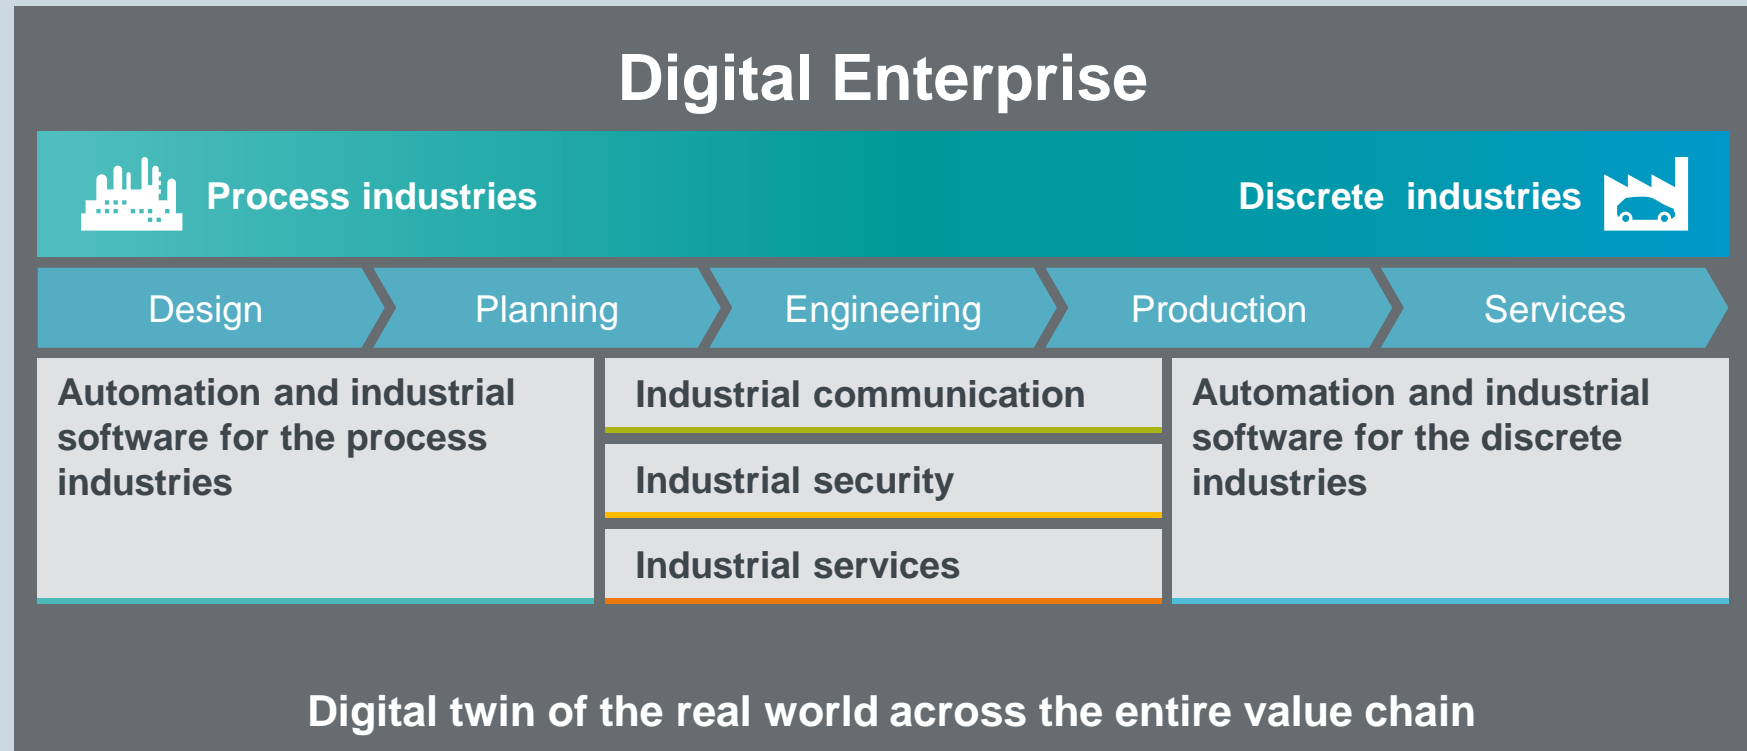 Digital Enterprise
Process industries
Discrete industries
Design
Planning
Engineering
Production
Services
Automation and industrial
software for the process
industries
Industrial communication
Industrial security
Industrial services
Automation and industrial
software for the discrete
industries
Digital twin of the real world across the entire value chain